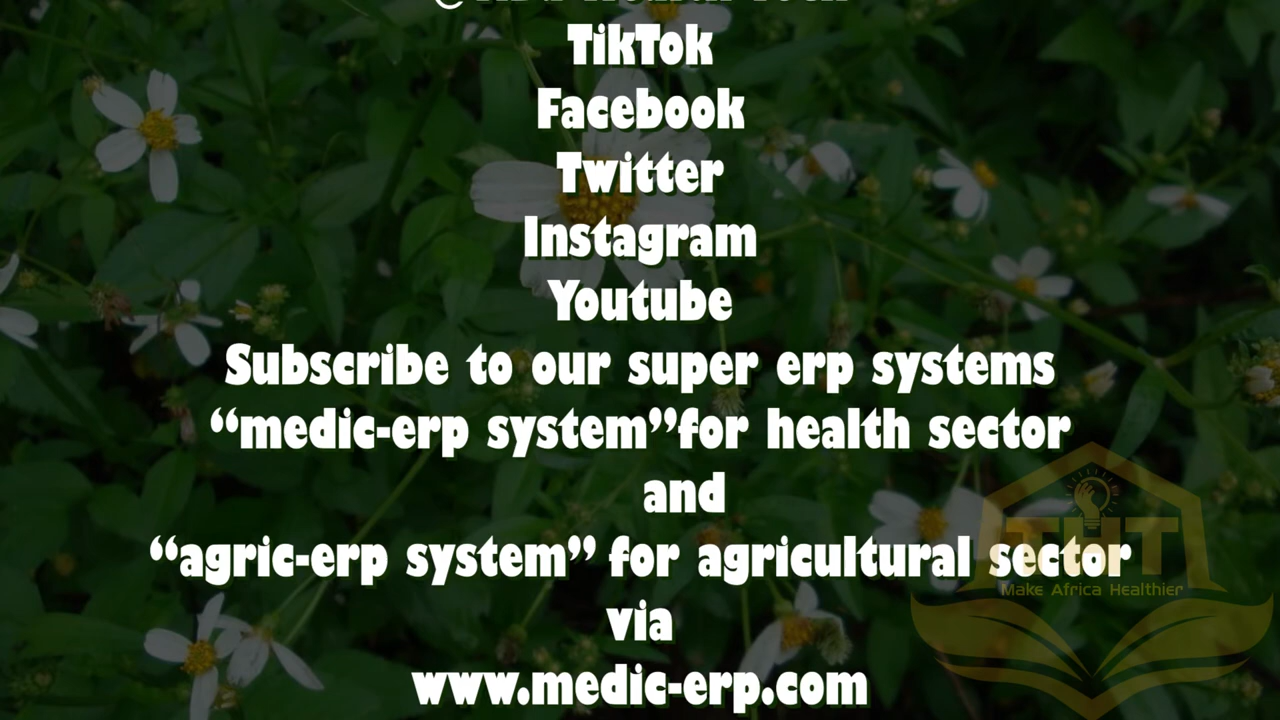 TikTok
Facebook
Twitter
Instagram
Youtube
Subscribe to our super erp systems
“medic-erp system”for health sector
and
“agric-erp system” for agricultural sector
via
www.medic-erp.com
THT
Make Africa Healthier